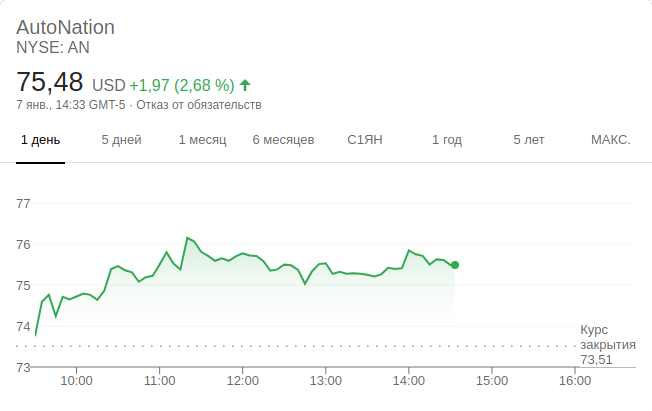 AutoNation
NYSE: AN
75,48 USD +1,97 (2,68 %)
7 янв., 14:33 GMT-5 · Отказ от обязательств
1 день 5 дней 1 месяц 6 месяцев С1ЯН 1 год 5 лет МАКС.
77
76
75
74
73
Курс
закрытия
73,51
10:00 11:00 12:00 13:00 14:00 15:00 16:00